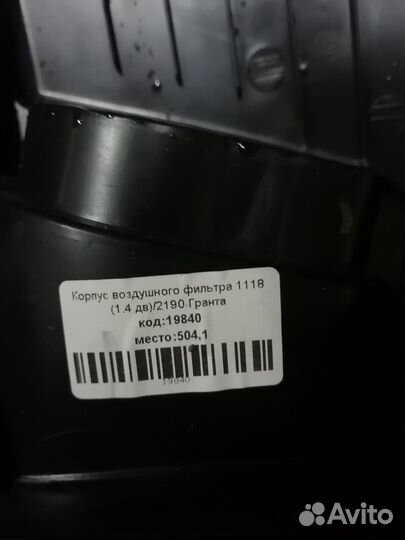 Корпус воздушного фильтра 1118
(1.4 дв)/2190 Гранта
код:19840
место:504,1
19840
Avito